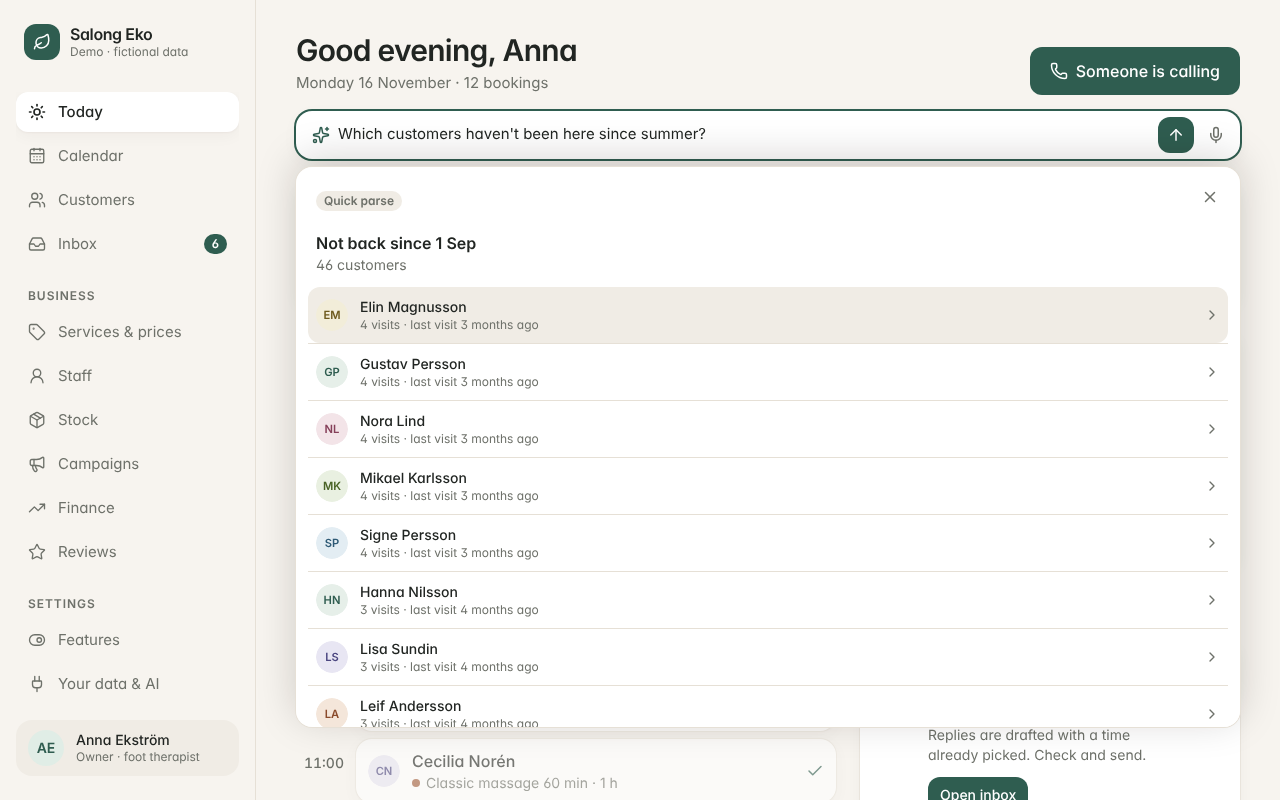 Salong Eko
Demo · fictional data
Today
Calendar
Customers
Inbox
6
BUSINESS
Services & prices
Staff
Stock
Campaigns
Finance
Reviews
SETTINGS
Features
Your data & AI
AE
Anna Ekström
Owner · foot therapist
Good evening, Anna
Monday 16 November · 12 bookings
Someone is calling
Which customers haven't been here since summer?
Quick parse
Not back since 1 Sep
46 customers
EM
Elin Magnusson
4 visits · last visit 3 months ago
GP
Gustav Persson
4 visits · last visit 3 months ago
NL
Nora Lind
4 visits · last visit 3 months ago
MK
Mikael Karlsson
4 visits · last visit 3 months ago
SP
Signe Persson
4 visits · last visit 3 months ago
HN
Hanna Nilsson
3 visits · last visit 4 months ago
LS
Lisa Sundin
3 visits · last visit 4 months ago
LA
Leif Andersson
3 visits · last visit 4 months ago
11:00
CN
Cecilia Norén
Classic massage 60 min · 1 h
Replies are drafted with a time
already picked. Check and send.
Open inbox